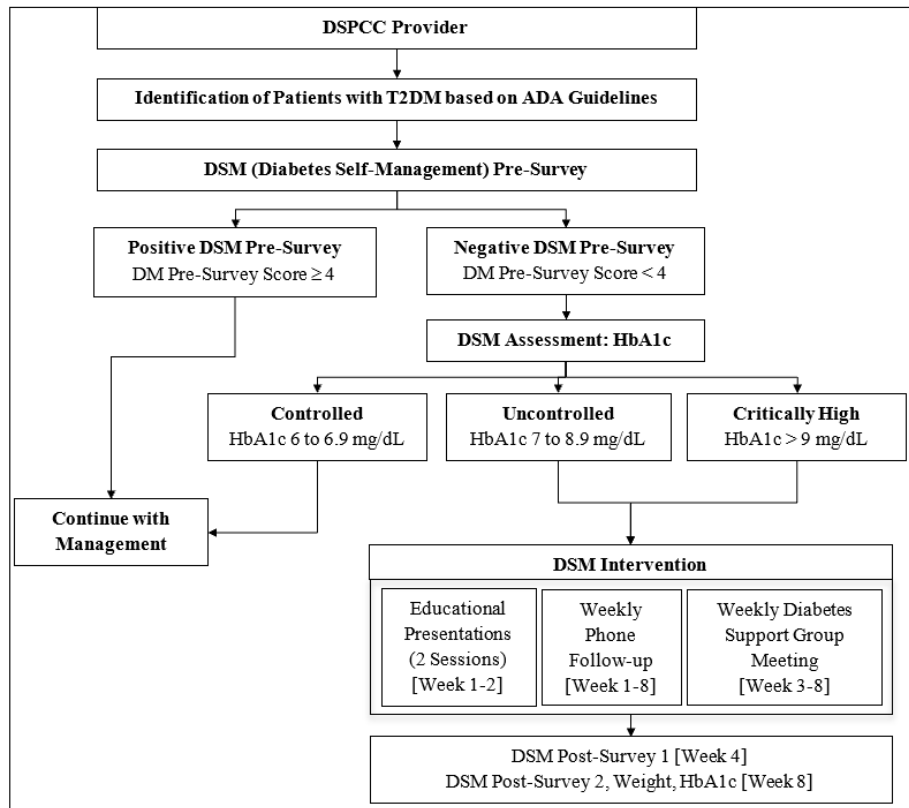 DSPCC Provider
Identification of Patients with T2DM based on ADA Guidelines
DSM (Diabetes Self-Management) Pre-Survey
Positive DSM Pre-Survey
DM Pre-Survey Score ≥ 4
Negative DSM Pre-Survey
DM Pre-Survey Score < 4
DSM Assessment: HbA1c
Controlled
HbA1c 6 to 6.9 mg/dL
Uncontrolled
HbA1c 7 to 8.9 mg/dL
Critically High
HbA1c > 9 mg/dL
Continue with
Management
DSM Intervention
Educational
Presentations
(2 Sessions)
[Week 1-2]
Weekly
Phone
Follow-up
[Week 1-8]
Weekly Diabetes
Support Group
Meeting
[Week 3-8]
DSM Post-Survey 1 [Week 4]
DSM Post-Survey 2, Weight, HbA1c [Week 8]